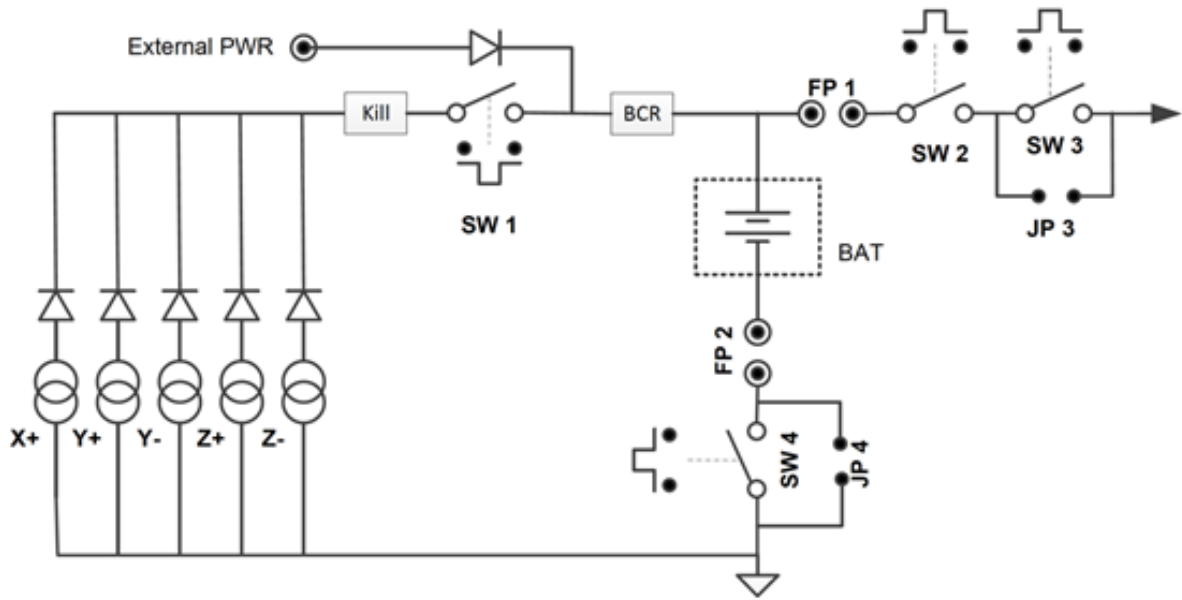 External PWR
Kill
BCR
FP 1
SW 1
SW 2
SW 3
JP 3
BAT
FP 2
X+
Y+
Y-
Z+
Z-
SW 4
JP 4